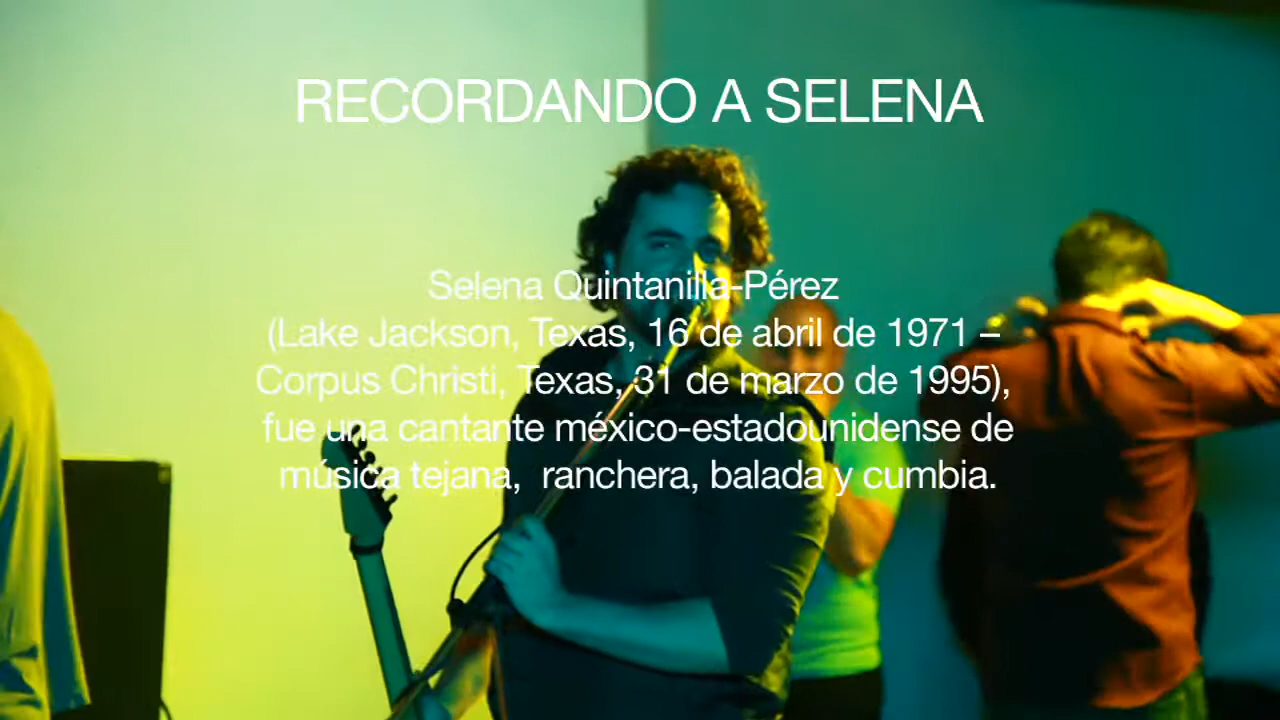 RECORDANDO A SELENA
Selena Quintanilla-Pérez
(Lake Jackson, Texas, 16 de abril de 1971 –
Corpus Christi, Texas, 31 de marzo de 1995),
fue una cantante méxico-estadounidense de
música tejana, ranchera, balada y cumbia.